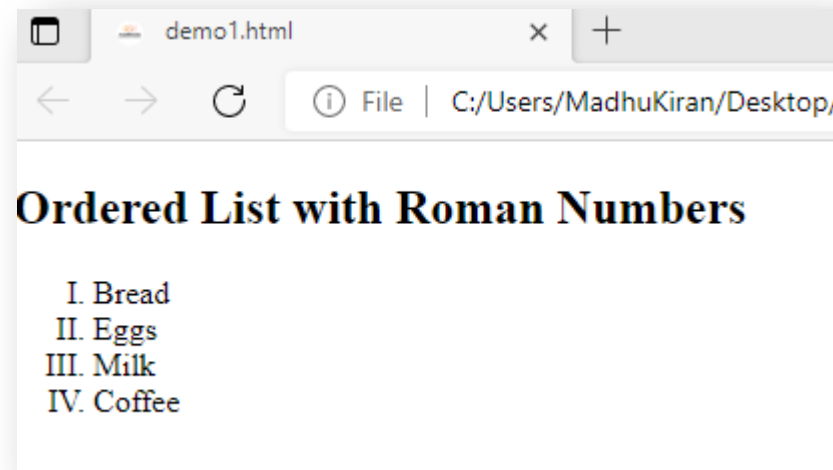 demo1.html
File | C:/Users/MadhuKiran/Desktop/
Ordered List with Roman Numbers
I. Bread
II. Eggs
III. Milk
IV. Coffee